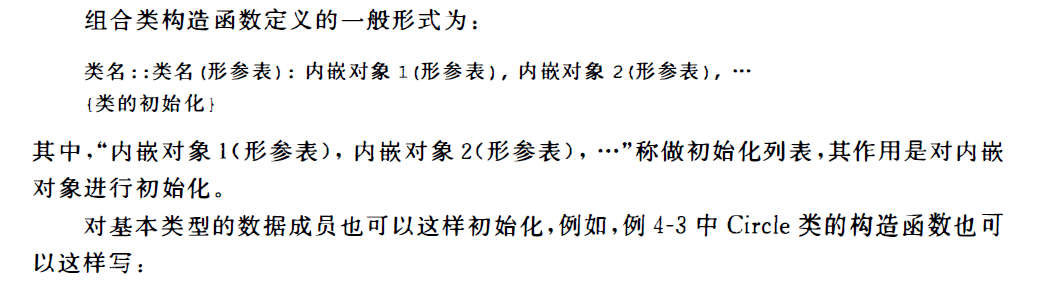 组合类构造函数定义的一般形式为：
类名::类名(形参表): 内嵌对象 1(形参表), 内嵌对象 2(形参表), …
{类的初始化}
其中,“内嵌对象 1(形参表), 内嵌对象 2(形参表), …”称做初始化列表,其作用是对内嵌
对象进行初始化。
对基本类型的数据成员也可以这样初始化,例如,例 4-3 中 Circle 类的构造函数也可
以这样写：